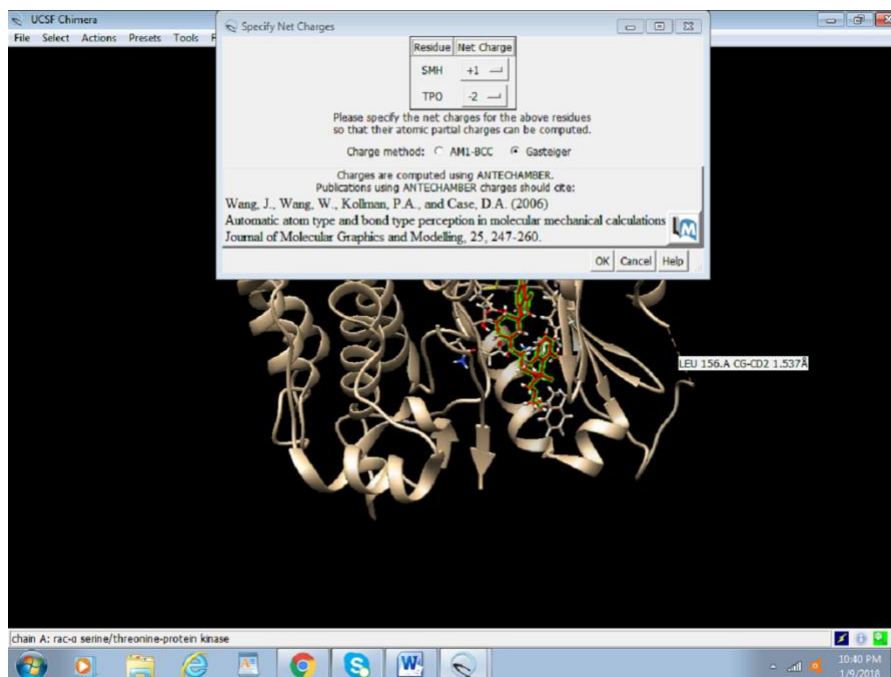 UCSF Chimera
File Select Actions Presets Tools F
Specify Net Charges
Residue Net Charge
SMH +1
TPO -2
Please specify the net charges for the above residues
so that their atomic partial charges can be computed.
Charge method: AM1-BCC Gasteiger
Charges are computed using ANTECHAMBER.
Publications using ANTECHAMBER charges should cite:
Wang, J., Wang, W., Kollman, P.A., and Case, D.A. (2006)
Automatic atom type and bond type perception in molecular mechanical calculations
Journal of Molecular Graphics and Modelling, 25, 247-260.
OK Cancel Help
LEU 156.A CG-CD2 1.537Å
chain A: rac-α serine/threonine-protein kinase
10:40 PM
1/9/2018